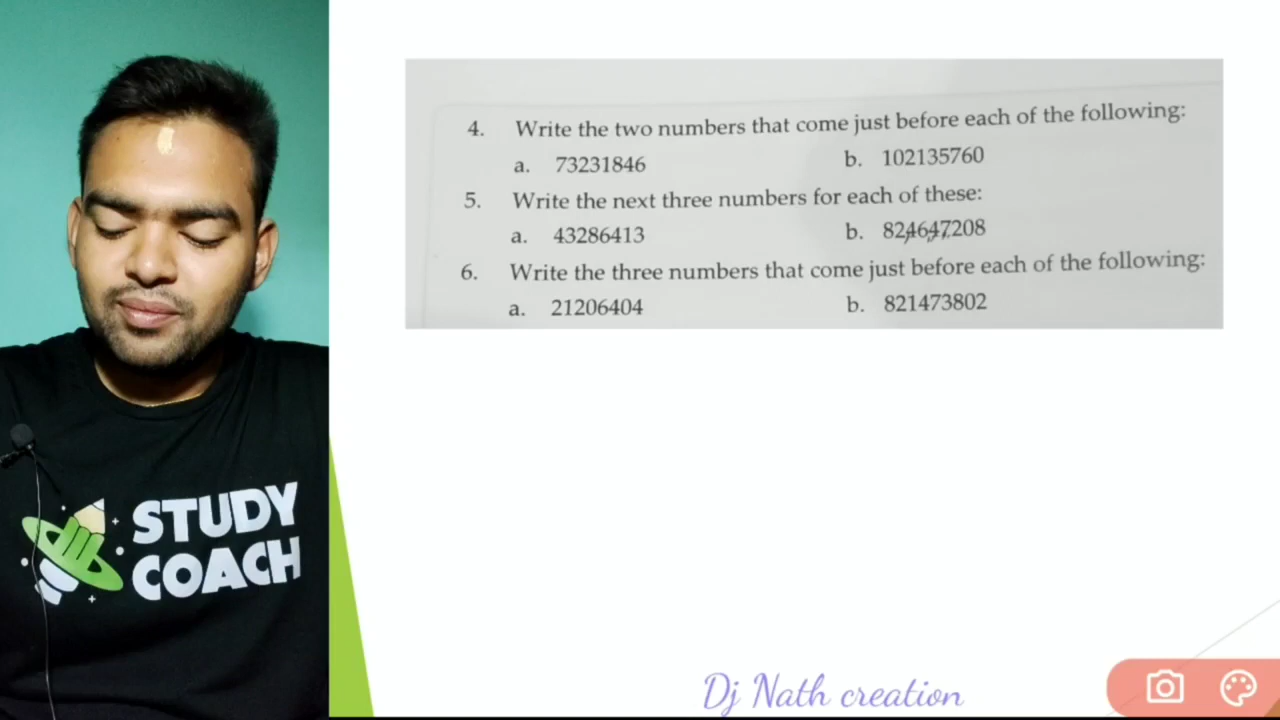 4. Write the two numbers that come just before each of the following:
a. 73231846 b. 102135760
5. Write the next three numbers for each of these:
a. 43286413 b. 824647208
6. Write the three numbers that come just before each of the following:
a. 21206404 b. 821473802
STUDY
COACH
Dj Nath creation